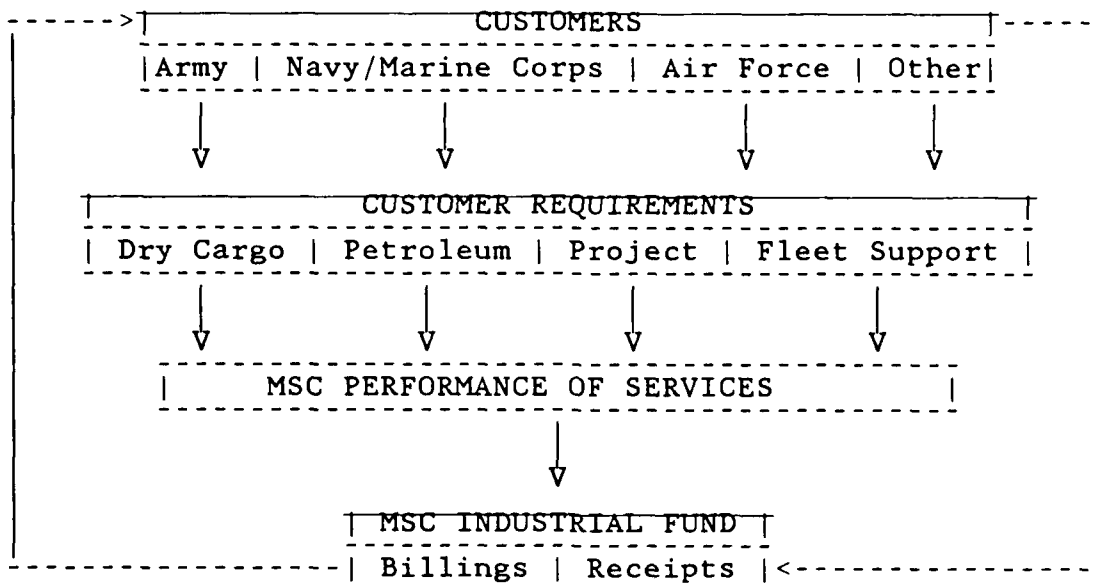 CUSTOMERS
Army | Navy/Marine Corps | Air Force | Other
CUSTOMER REQUIREMENTS
Dry Cargo | Petroleum | Project | Fleet Support
MSC PERFORMANCE OF SERVICES
MSC INDUSTRIAL FUND
Billings | Receipts